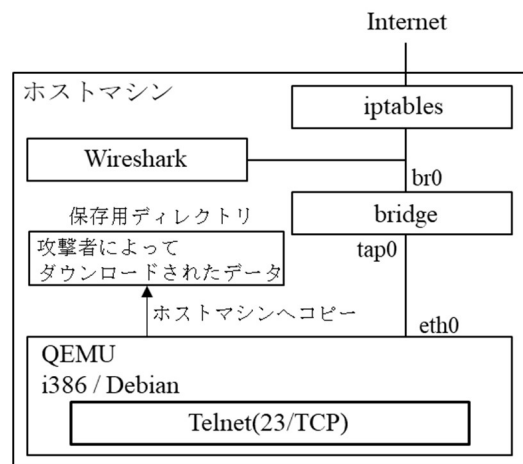 Internet
ホストマシン
iptables
Wireshark
br0
保存用ディレクトリ
bridge
攻撃者によって
ダウンロードされたデータ
tap0
ホストマシンへコピー
eth0
QEMU
i386 / Debian
Telnet(23/TCP)